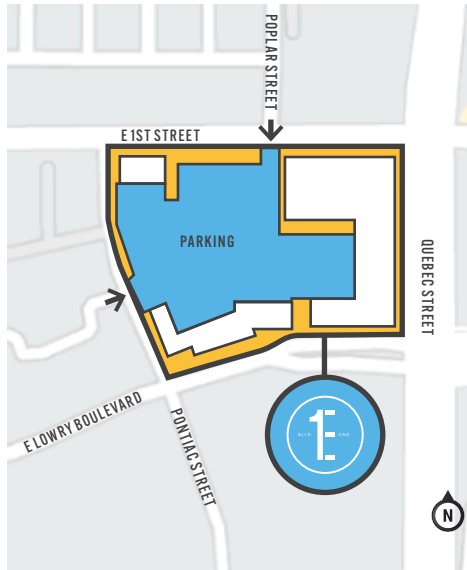 POPLAR STREET
E 1ST STREET
PARKING
QUEBEC STREET
E LOWRY BOULEVARD
PONTIAC STREET
BLVD 1E ONE
N